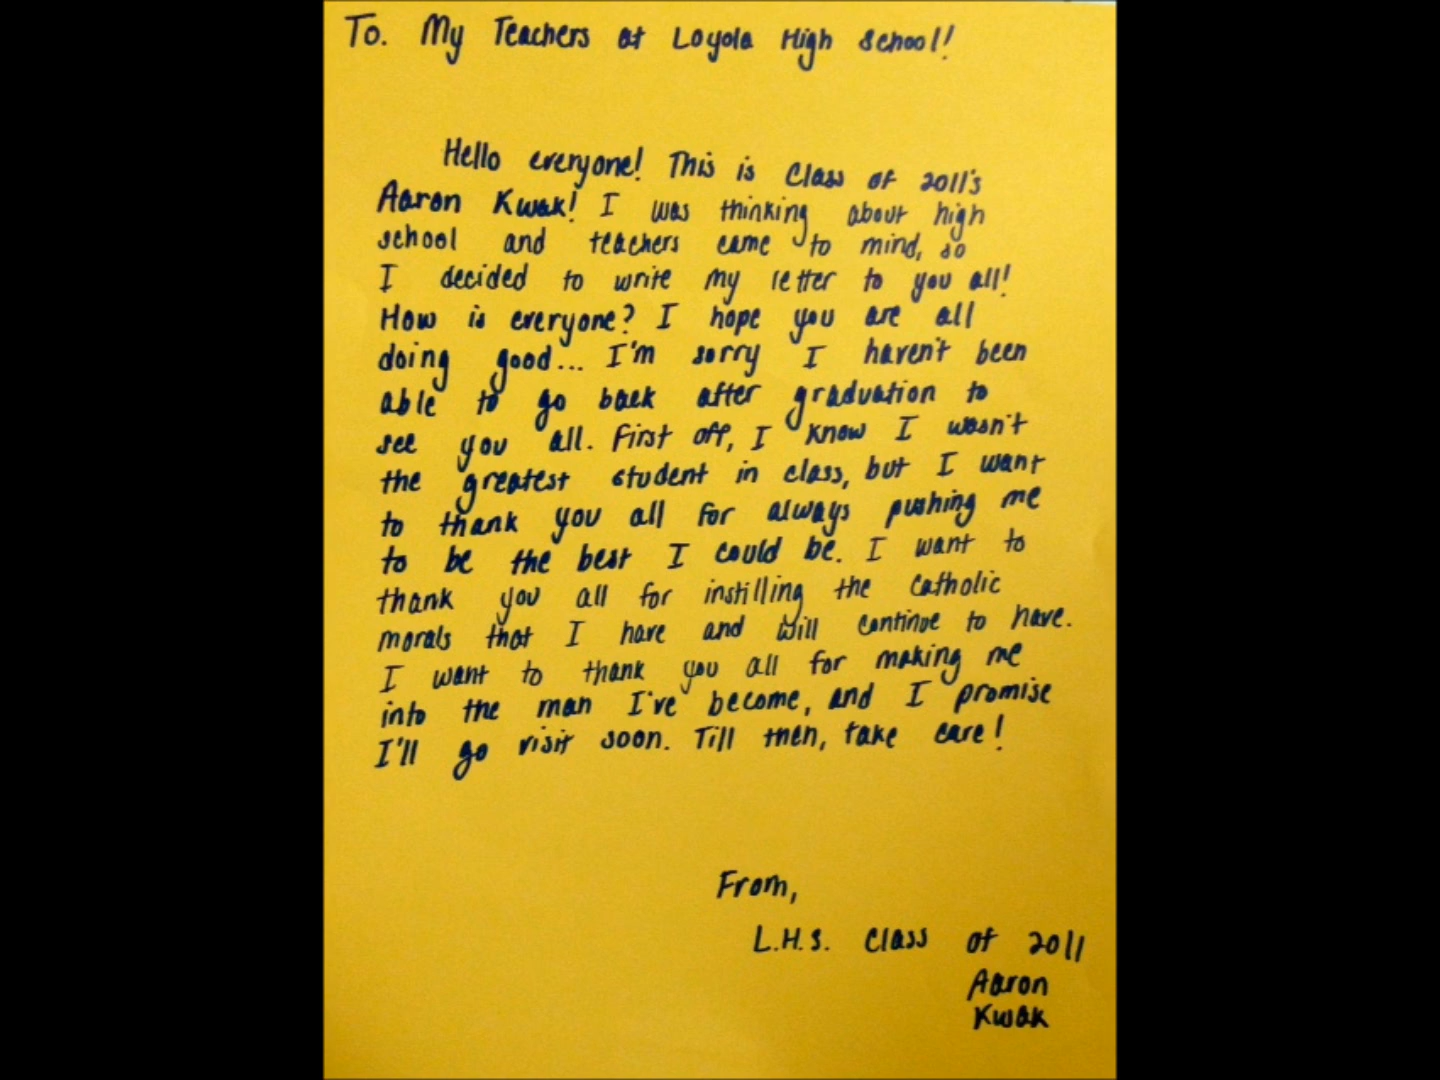 To. My Teachers at Loyola High School!
Hello everyone! This is Class of 2011's
Aaron Kwak! I was thinking about high
school and teachers came to mind, so
I decided to write my letter to you all!
How is everyone? I hope you are all
doing good... I'm sorry I haven't been
able to go back after graduation to
see you all. First off, I know I wasn't
the greatest student in class, but I want
to thank you all for always pushing me
to be the best I could be. I want to
thank you all for instilling the Catholic
morals that I have and will continue to have.
I want to thank you all for making me
into the man I've become, and I promise
I'll go visit soon. Till then, take care!
From,
L.H.S. Class of 2011
Aaron
Kwak